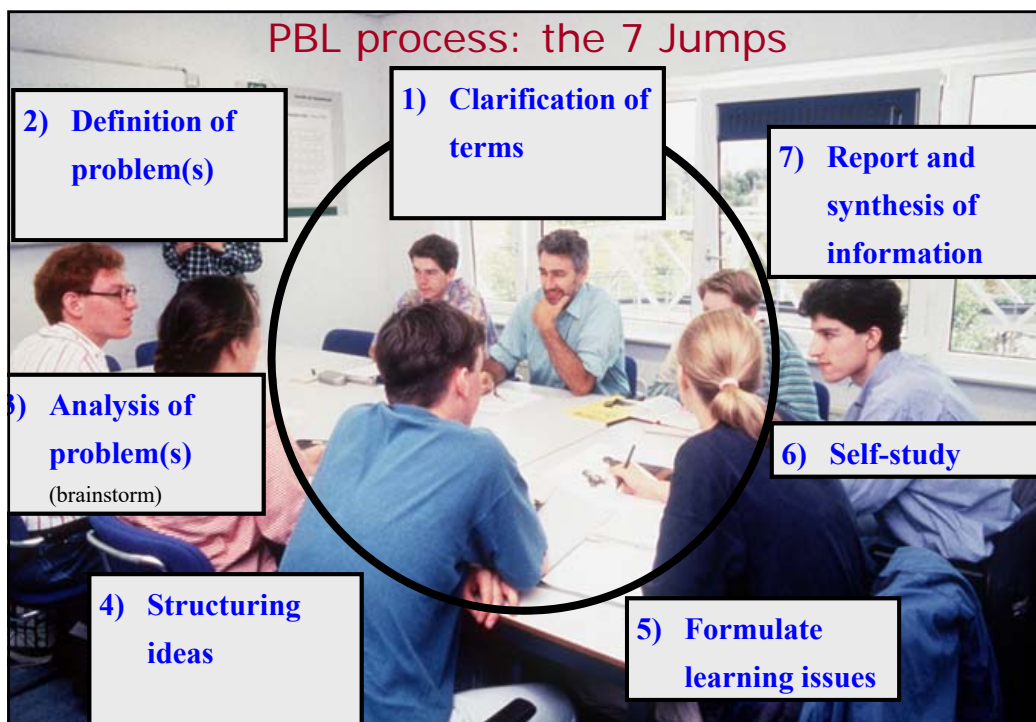 PBL process: the 7 Jumps
1) Clarification of
terms
2) Definition of
problem(s)
3) Analysis of
problem(s)
(brainstorm)
4) Structuring
ideas
5) Formulate
learning issues
6) Self-study
7) Report and
synthesis of
information